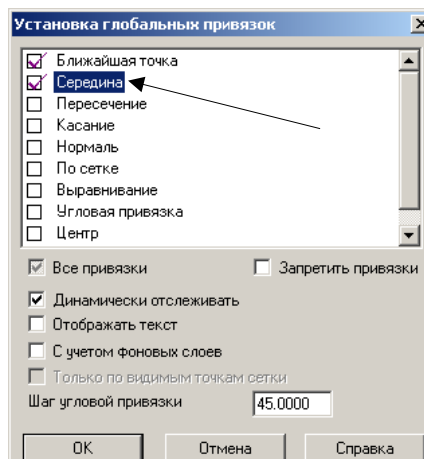 Установка глобальных привязок
Ближайшая точка
Середина
Пересечение
Касание
Нормаль
По сетке
Выравнивание
Угловая привязка
Центр
Все привязки Запретить привязки
Динамически отслеживать
Отображать текст
С учетом фоновых слоев
Только по видимым точкам сетки
Шаг угловой привязки 45.0000
OK Отмена Справка